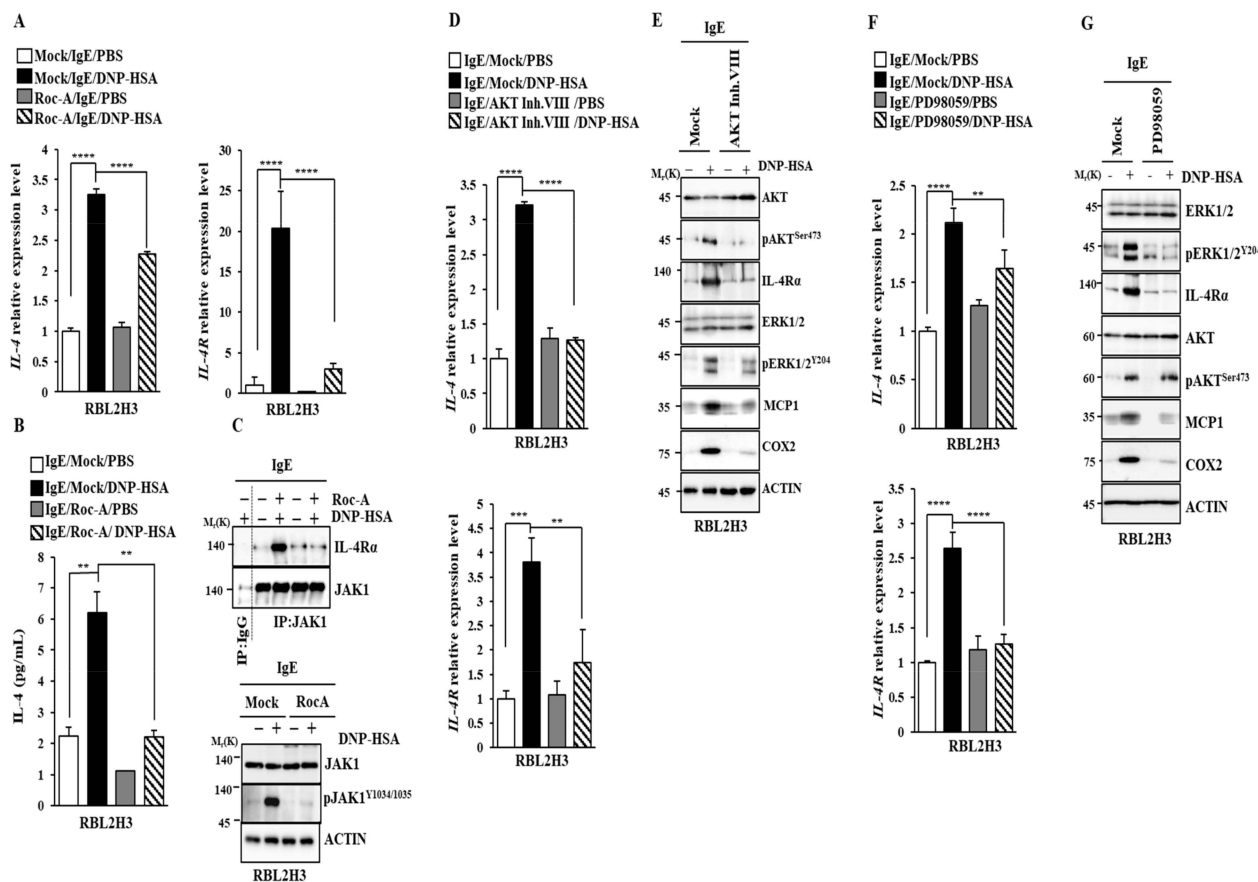 A
Mock/IgE/PBS
Mock/IgE/DNP-HSA
Roc-A/IgE/PBS
Roc-A/IgE/DNP-HSA
IL-4 relative expression level
4
3.5
3
2.5
2
1.5
1
0.5
0
****
****
RBL2H3
IL-4R relative expression level
30
25
20
15
10
5
0
****
****
RBL2H3
B
IgE/Mock/PBS
IgE/Mock/DNP-HSA
IgE/Roc-A/PBS
IgE/Roc-A/ DNP-HSA
IL-4 (pg/mL)
8
7
6
5
4
3
2
1
0
**
**
RBL2H3
C
IgE
− − + − + Roc-A
+ − + − + DNP-HSA
Mr(K)
140 IL-4Rα
140 JAK1
IP:IgG
IP:JAK1
IgE
Mock RocA
− + − + DNP-HSA
Mr(K)
140 JAK1
140 pJAK1Y1034/1035
45
ACTIN
RBL2H3
D
IgE/Mock/PBS
IgE/Mock/DNP-HSA
IgE/AKT Inh.VIII /PBS
IgE/AKT Inh.VIII /DNP-HSA
IL-4 relative expression level
4
3.5
3
2.5
2
1.5
1
0.5
0
****
****
RBL2H3
IL-4R relative expression level
5
4.5
4
3.5
3
2.5
2
1.5
1
0.5
0
***
**
RBL2H3
E
IgE
Mock
AKT Inh.VIII
DNP-HSA
Mr(K) − + − +
45 AKT
45 pAKTSer473
140 IL-4Rα
45 ERK1/2
45 pERK1/2Y204
35 MCP1
75 COX2
45 ACTIN
RBL2H3
F
IgE/Mock/PBS
IgE/Mock/DNP-HSA
IgE/PD98059/PBS
IgE/PD98059/DNP-HSA
IL-4 relative expression level
2.5
2
1.5
1
0.5
0
****
**
RBL2H3
IL-4R relative expression level
3.5
3
2.5
2
1.5
1
0.5
0
****
****
RBL2H3
G
IgE
Mock
PD98059
Mr(K) − + − + DNP-HSA
45 ERK1/2
45 pERK1/2Y20
140 IL-4Rα
60 AKT
60 pAKTSer473
35 MCP1
75 COX2
45 ACTIN
RBL2H3